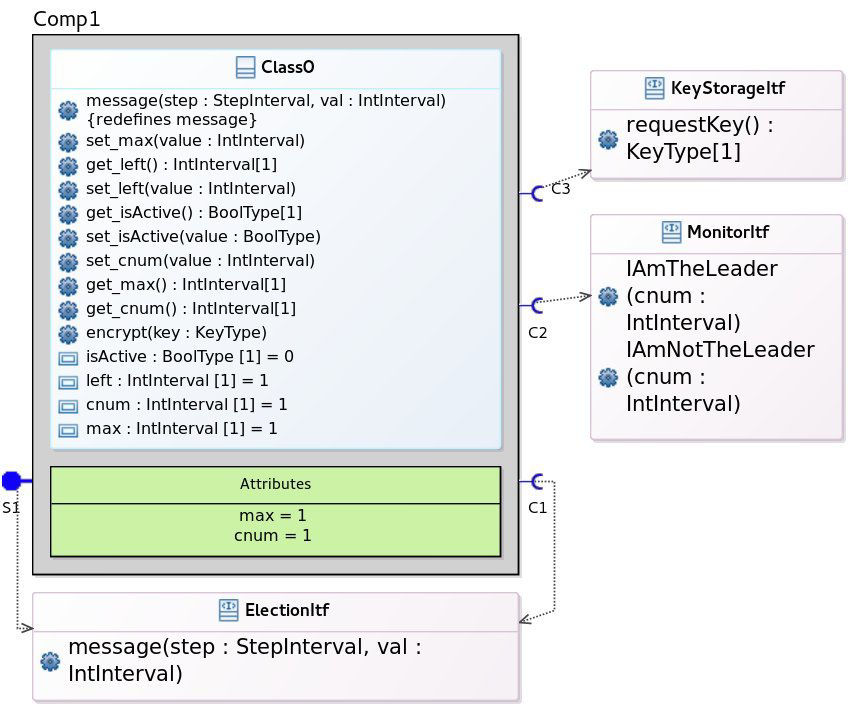 Comp1
Class0
message(step : StepInterval, val : IntInterval)
{redefines message}
set_max(value : IntInterval)
get_left() : IntInterval[1]
set_left(value : IntInterval)
get_isActive() : BoolType[1]
set_isActive(value : BoolType)
set_cnum(value : IntInterval)
get_max() : IntInterval[1]
get_cnum() : IntInterval[1]
encrypt(key : KeyType)
isActive : BoolType [1] = 0
left : IntInterval [1] = 1
cnum : IntInterval [1] = 1
max : IntInterval [1] = 1
Attributes
max = 1
cnum = 1
S1
C3
C2
C1
KeyStorageItf
requestKey() :
KeyType[1]
MonitorItf
IAmTheLeader
(cnum :
IntInterval)
IAmNotTheLeader
(cnum :
IntInterval)
ElectionItf
message(step : StepInterval, val :
IntInterval)